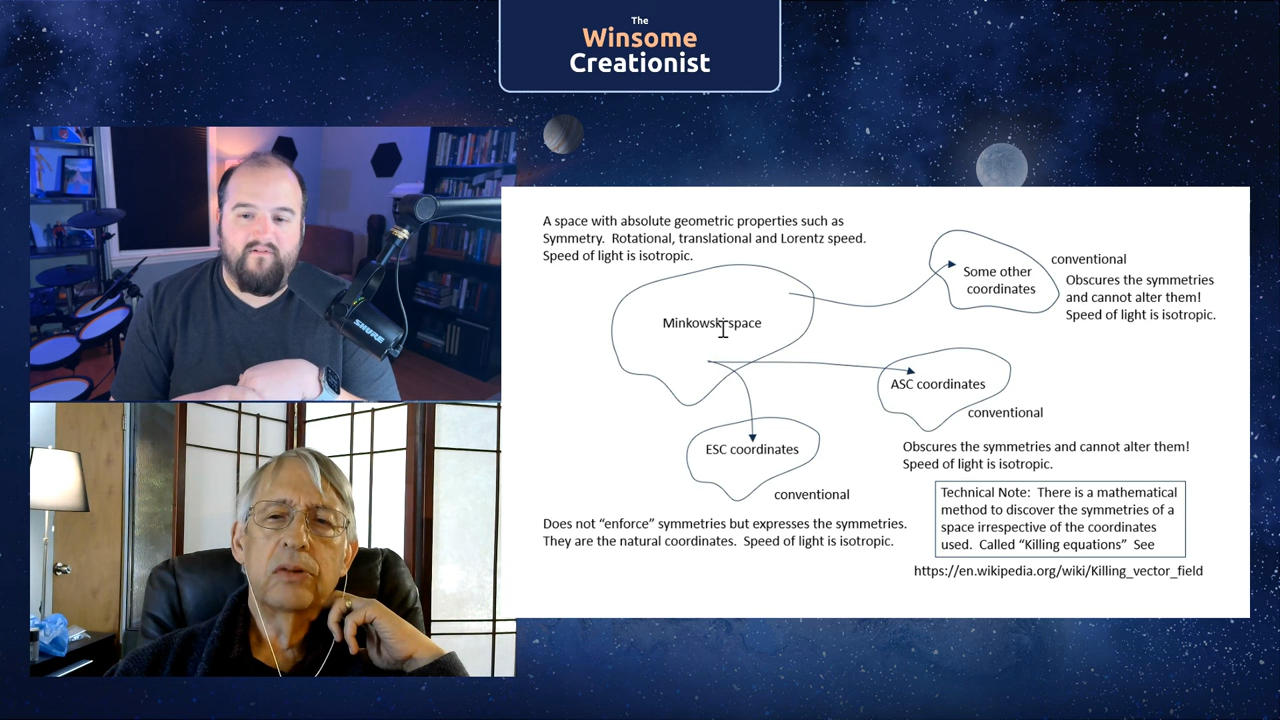 The
Winsome
Creationist
A space with absolute geometric properties such as
Symmetry. Rotational, translational and Lorentz speed.
Speed of light is isotropic.
Minkowski space
Some other
coordinates
conventional
Obscures the symmetries
and cannot alter them!
Speed of light is isotropic.
ASC coordinates
conventional
Obscures the symmetries and cannot alter them!
Speed of light is isotropic.
ESC coordinates
conventional
Does not “enforce” symmetries but expresses the symmetries.
They are the natural coordinates. Speed of light is isotropic.
Technical Note: There is a mathematical
method to discover the symmetries of a
space irrespective of the coordinates
used. Called “Killing equations” See
https://en.wikipedia.org/wiki/Killing_vector_field
SHURE